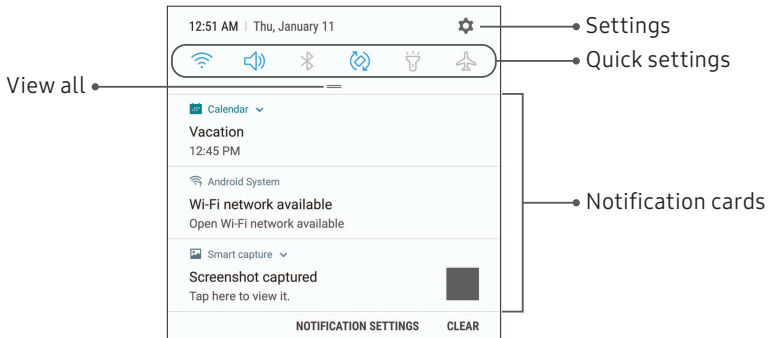 12:51 AM | Thu, January 11
Settings
Quick settings
View all
Calendar
Vacation
12:45 PM
Android System
Wi-Fi network available
Open Wi-Fi network available
Notification cards
Smart capture
Screenshot captured
Tap here to view it.
NOTIFICATION SETTINGS CLEAR